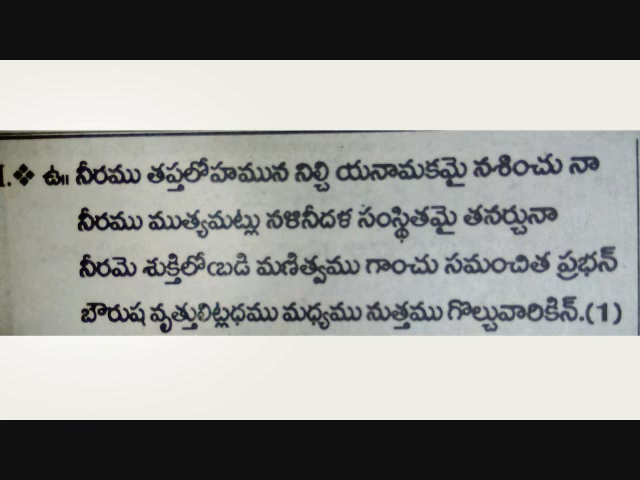 I.❖ ఉ॥ నీరము తప్తలోహమున నిల్చి యనామకమై నశించు నా
నీరము ముత్యమట్లు నళినీదళ సంస్థితమై తనర్చునా
నీరమె శుక్తిలోఁబడి మణిత్వము గాంచు సమంచిత ప్రభన్
బౌరుష వృత్తులిట్లధము మధ్యము నుత్తము గొల్చువారికిన్.(1)